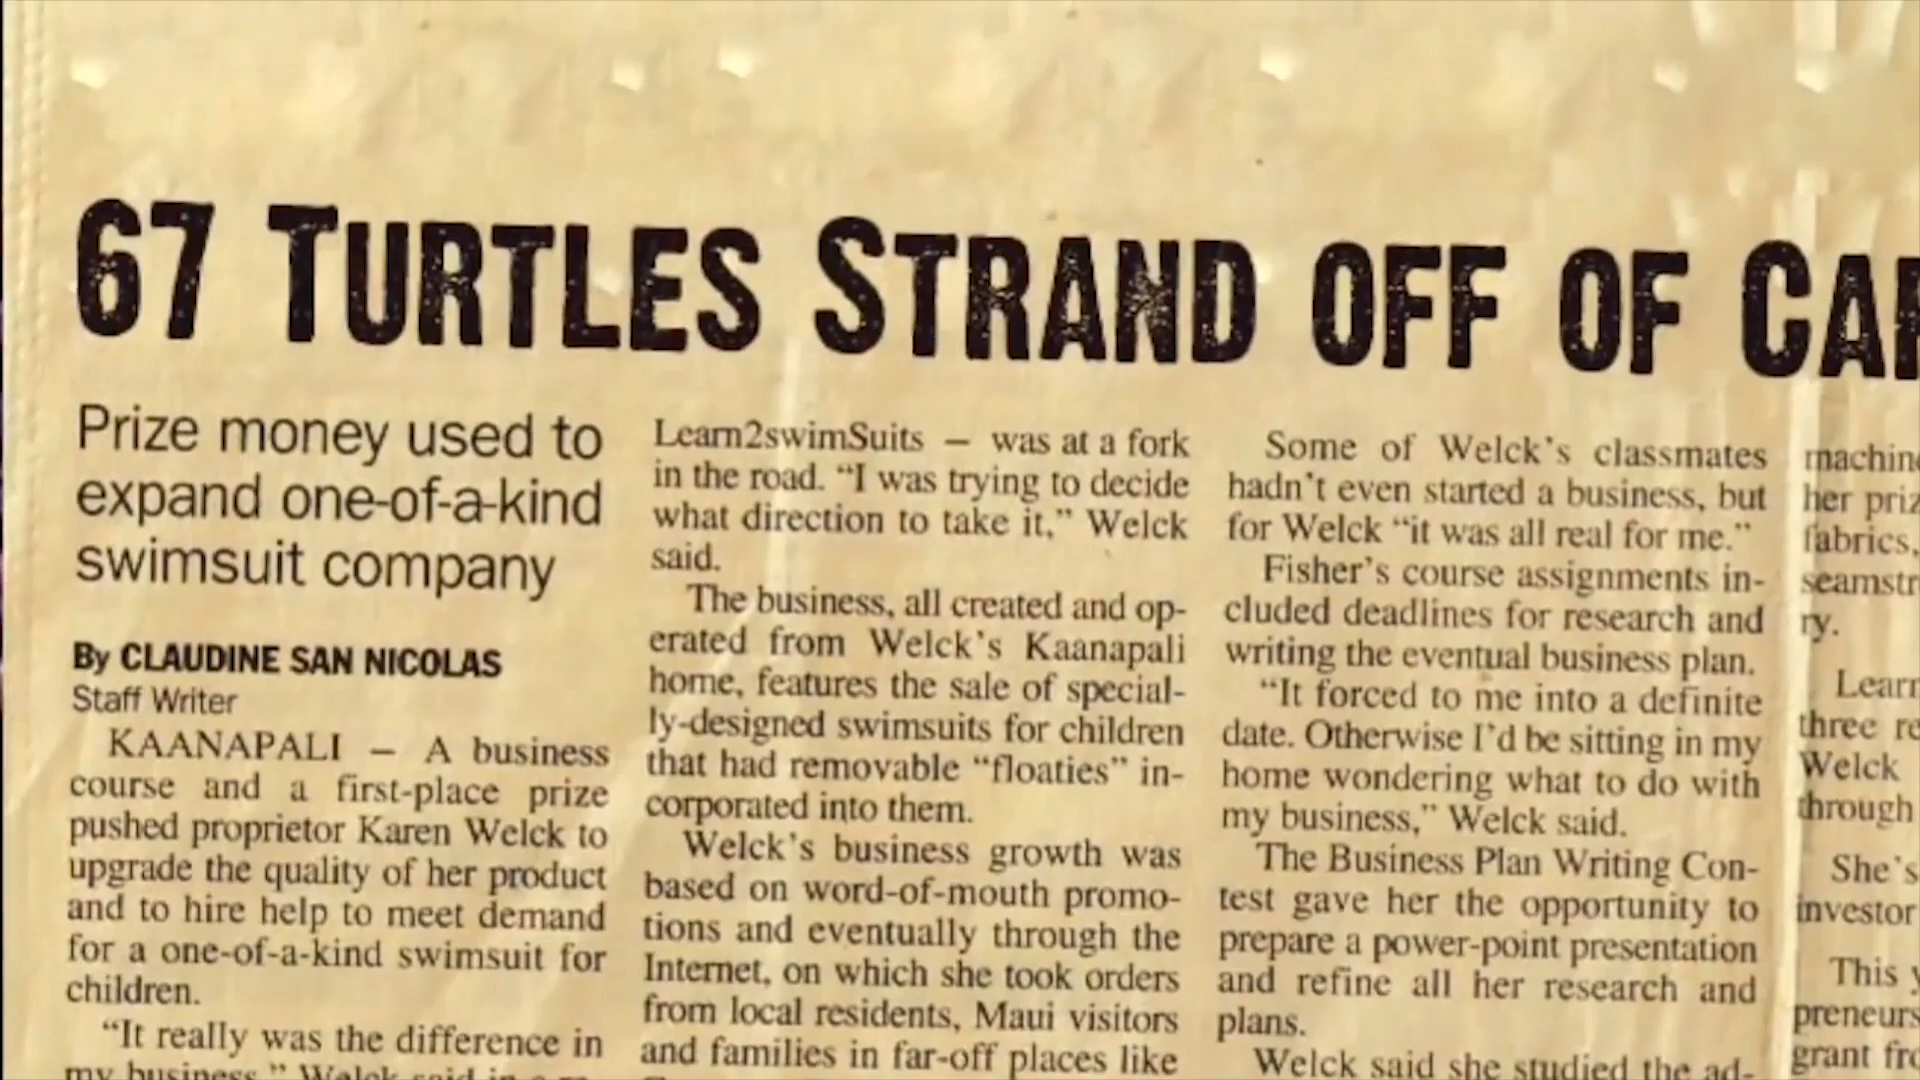 67 TURTLES STRAND OFF OF
Prize money used to
expand one-of-a-kind
swimsuit company
By CLAUDINE SAN NICOLAS
Staff Writer
KAANAPALI — A business
course and a first-place prize
pushed proprietor Karen Welck to
upgrade the quality of her product
and to hire help to meet demand
for a one-of-a-kind swimsuit for
children.
“It really was the difference in
my business,” Welck said in
Learn2swimSuits — was at a fork
in the road. “I was trying to decide
what direction to take it,” Welck
said.
The business, all created and op-
erated from Welck’s Kaanapali
home, features the sale of special-
ly-designed swimsuits for children
that had removable “floaties” in-
corporated into them.
Welck’s business growth was
based on word-of-mouth promo-
tions and eventually through the
Internet, on which she took orders
from local residents, Maui visitors
and families in far-off places like
Some of Welck’s classmates
hadn’t even started a business, but
for Welck “it was all real for me.”
Fisher’s course assignments in-
cluded deadlines for research and
writing the eventual business plan.
“It forced to me into a definite
date. Otherwise I’d be sitting in my
home wondering what to do with
my business,” Welck said.
The Business Plan Writing Con-
test gave her the opportunity to
prepare a power-point presentation
and refine all her research and
plans.
Welck said she studied the ad-
her
fabrics,
ry.
three
Welck
through
She’s
This
grant